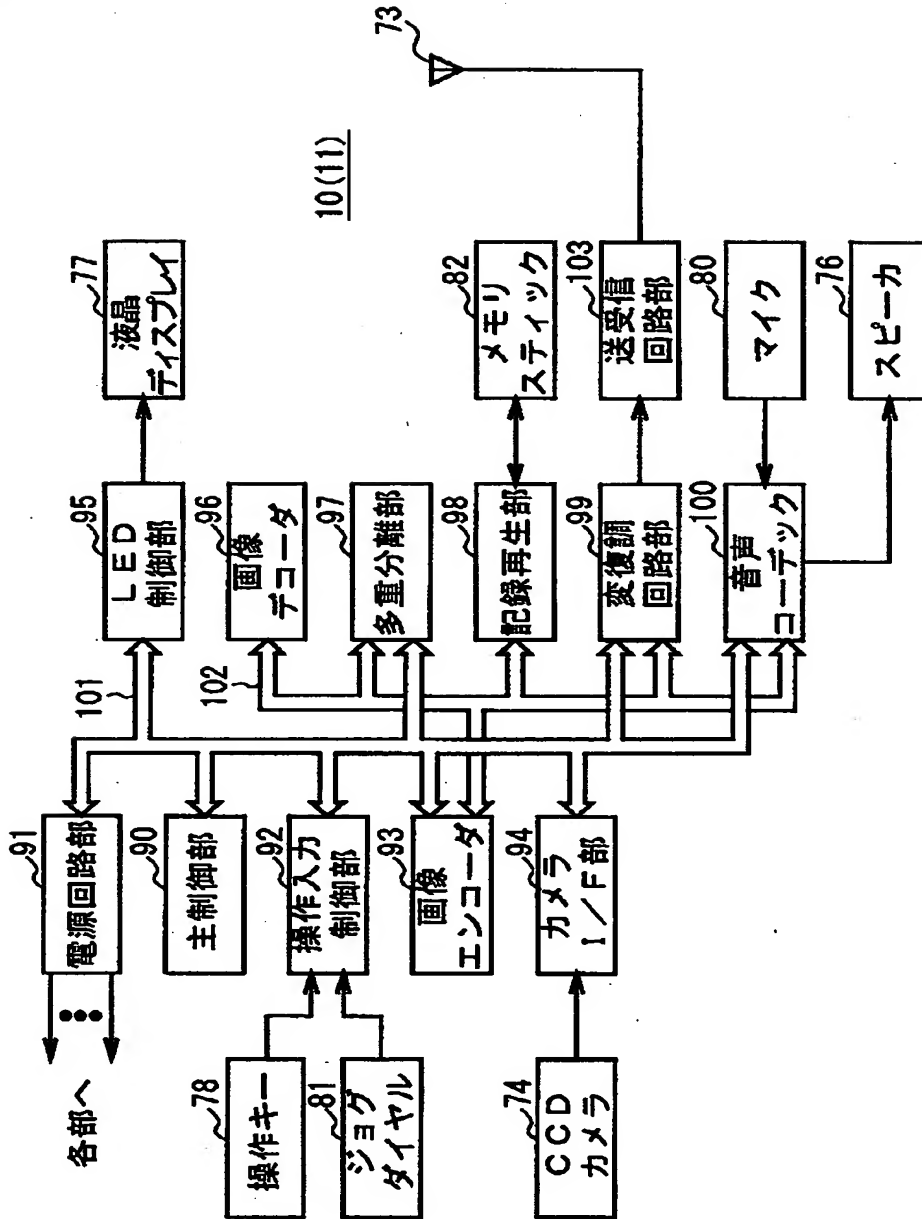 10(11)
73
77
液晶
ディスプレイ
82
メモリ
スティック
103
送受信
回路部
80
マイク
76
スピーカ
95
LED
制御部
96
画像
デコーダ
97
多重分離部
98
記録再生部
99
変復調
回路部
100
音声
コーデック
101
102
91
電源回路部
90
主制御部
92
操作入力
制御部
93
画像
エンコーダ
94
カメラ
I/F部
各部へ
78
操作キー
81
ジョグ
ダイヤル
74
CCD
カメラ